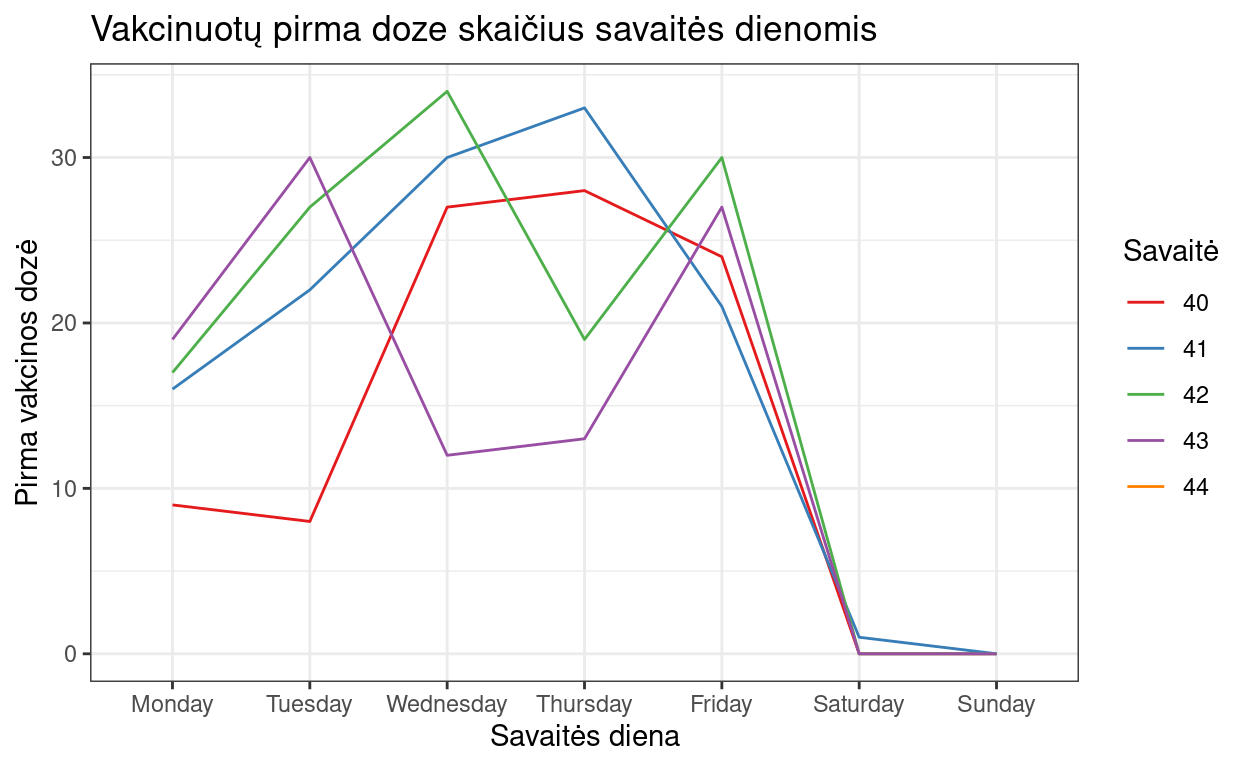 Vakcinuotų pirma doze skaičius savaitės dienomis
Pirma vakcinos dozė
30
20
10
0
Monday Tuesday Wednesday Thursday Friday Saturday Sunday
Savaitės diena
Savaitė
40
41
42
43
44